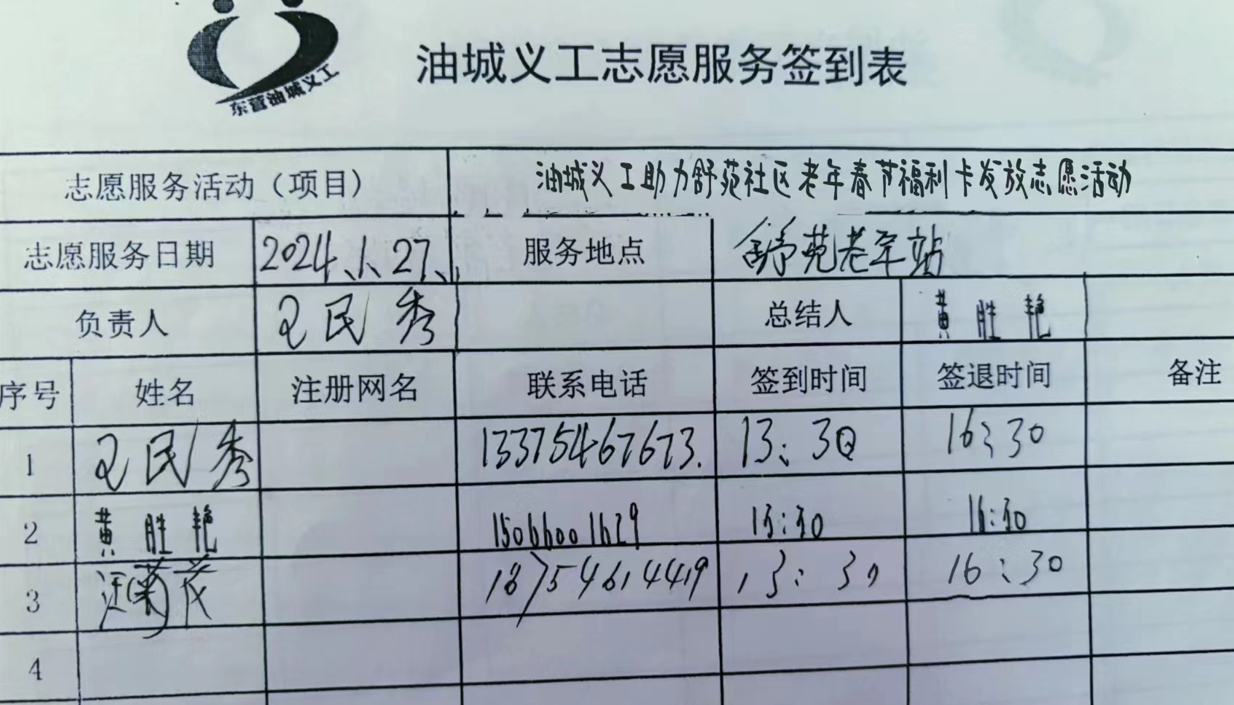 东营油城义工
油城义工志愿服务签到表
志愿服务活动（项目） 油城义工助力舒苑社区老年春节福利卡发放志愿活动
志愿服务日期 2024.1.27. 服务地点 舒苑老年站
负责人 王民秀 总结人 黄胜艳
序号 姓名 注册网名 联系电话 签到时间 签退时间 备注
1 王民秀 13375467673. 13:30 16:30
2 黄胜艳 15066001629 13:30 16:30
3 汪菊花 18754614419 13:30 16:30
4